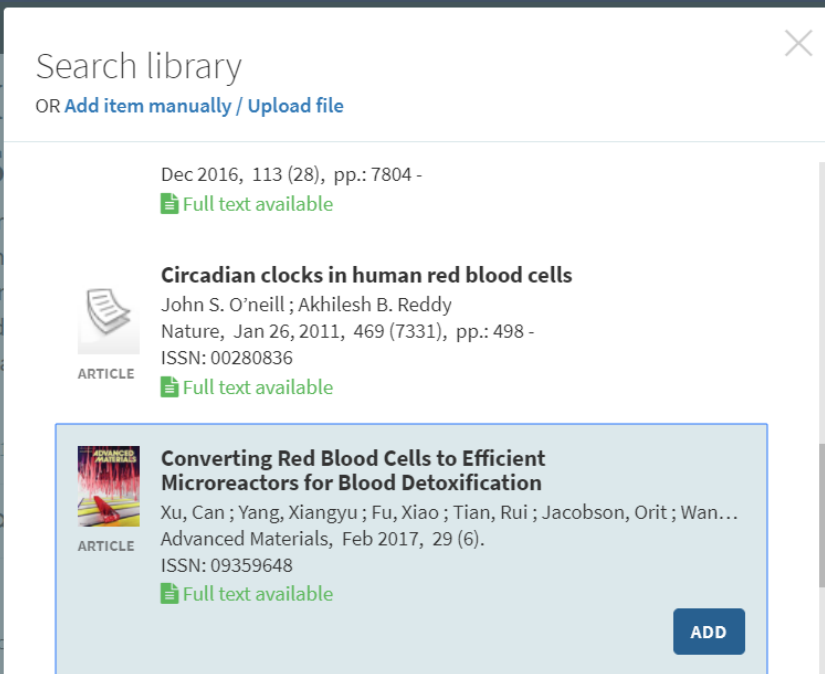 Search library
OR Add item manually / Upload file
Dec 2016, 113 (28), pp.: 7804 -
Full text available
Circadian clocks in human red blood cells
John S. O’neill ; Akhilesh B. Reddy
Nature, Jan 26, 2011, 469 (7331), pp.: 498 -
ISSN: 00280836
ARTICLE
Full text available
ADVANCED
MATERIALS
Converting Red Blood Cells to Efficient
Microreactors for Blood Detoxification
Xu, Can ; Yang, Xiangyu ; Fu, Xiao ; Tian, Rui ; Jacobson, Orit ; Wan...
Advanced Materials, Feb 2017, 29 (6).
ARTICLE
ISSN: 09359648
Full text available
ADD